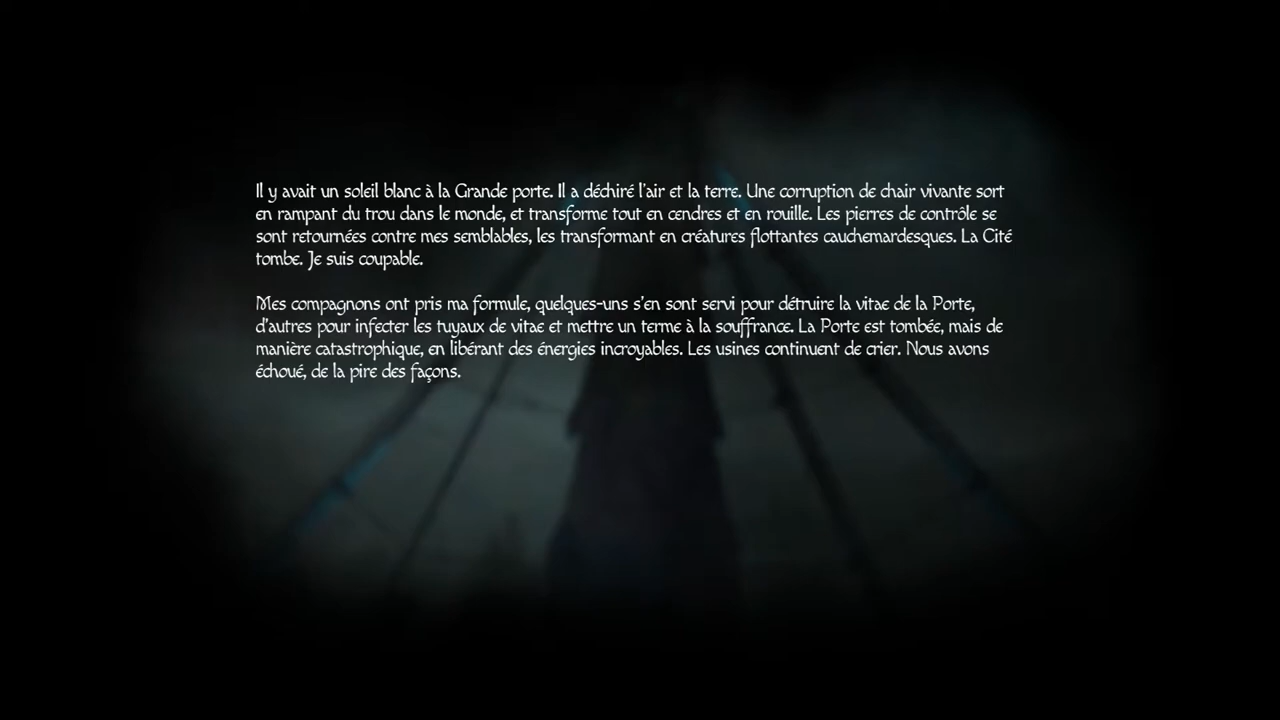 Il y avait un soleil blanc à la Grande porte. Il a déchiré l'air et la terre. Une corruption de chair vivante sort
en rampant du trou dans le monde, et transforme tout en cendres et en rouille. Les pierres de contrôle se
sont retournées contre mes semblables, les transformant en créatures flottantes cauchemardesques. La Cité
tombe. Je suis coupable.
Mes compagnons ont pris ma formule, quelques-uns s'en sont servi pour détruire la vitae de la Porte,
d'autres pour infecter les tuyaux de vitae et mettre un terme à la souffrance. La Porte est tombée, mais de
manière catastrophique, en libérant des énergies incroyables. Les usines continuent de crier. Nous avons
échoué, de la pire des façons.